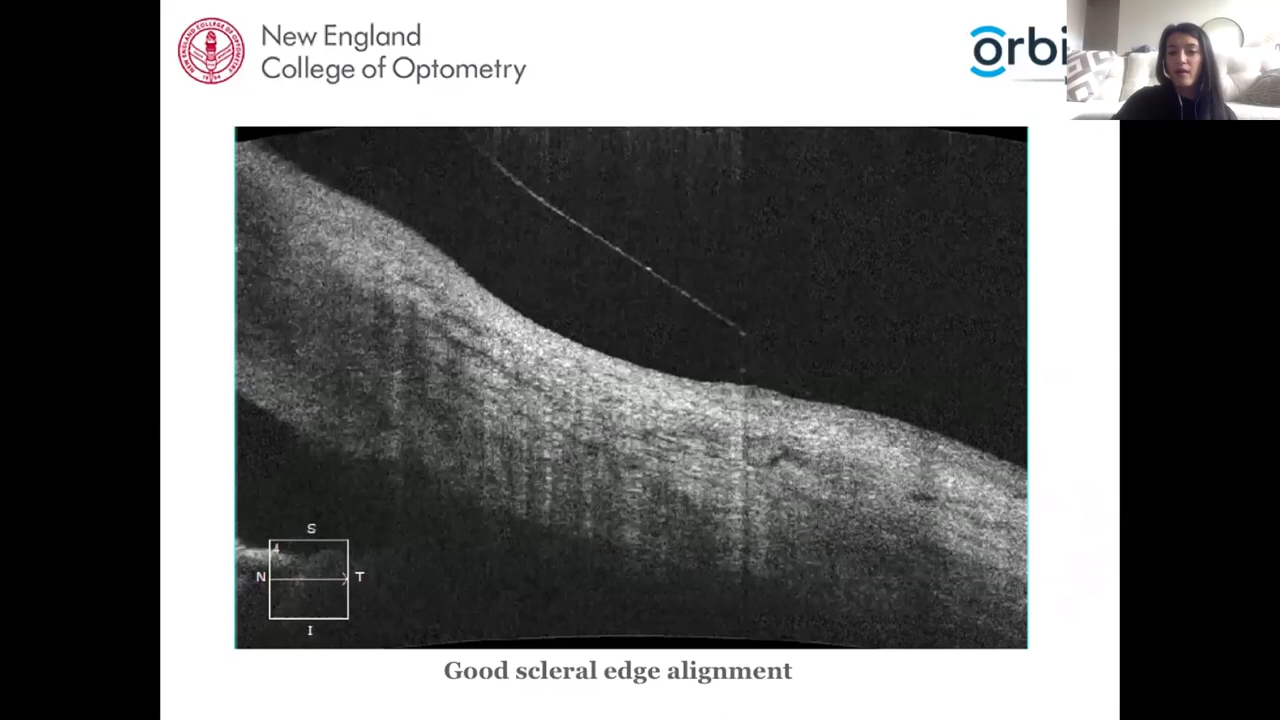 New England
College of Optometry
orbi
S
N
T
I
Good scleral edge alignment